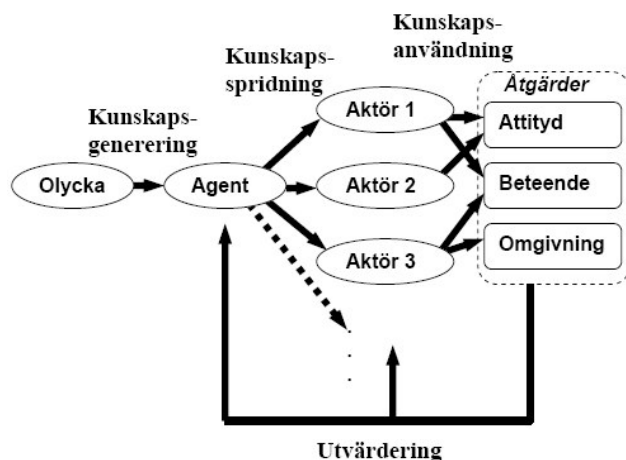 Kunskaps-
användning
Kunskaps-
spridning
Kunskaps-
generering
Olycka
Agent
Aktör 1
Aktör 2
Aktör 3
.
.
.
Åtgärder
Attityd
Beteende
Omgivning
Utvärdering